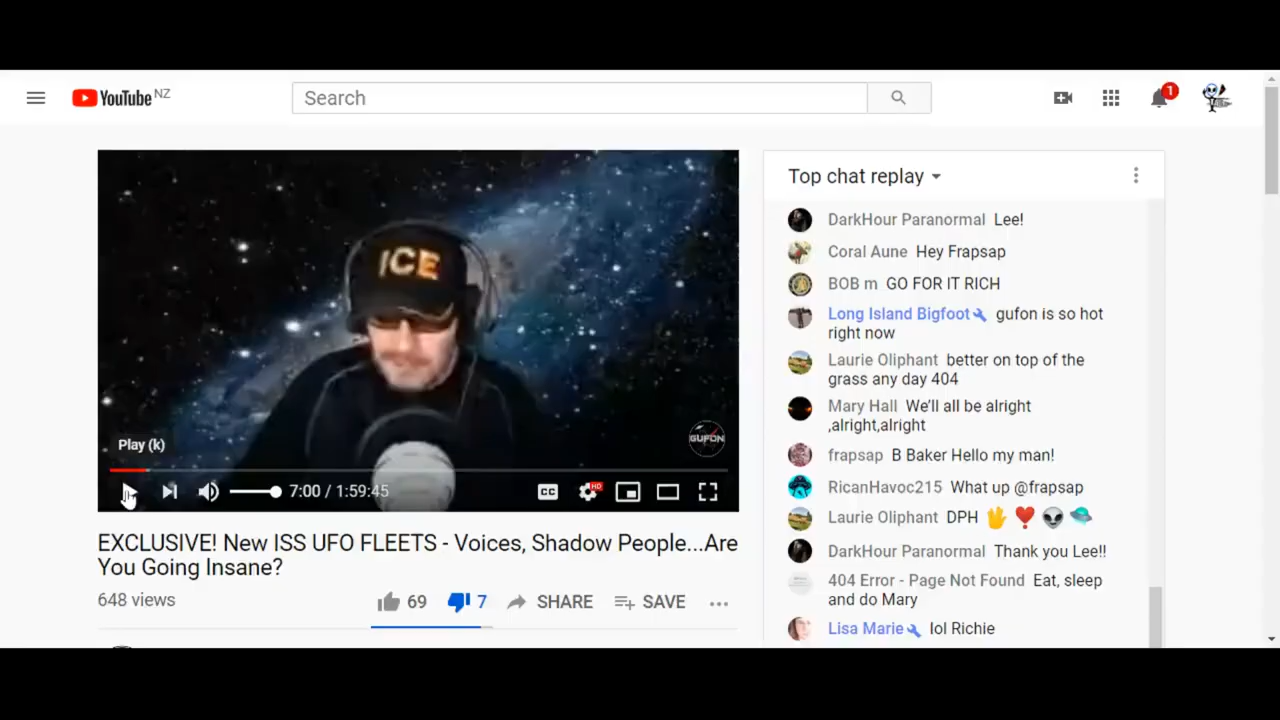 YouTube NZ
Search
1
ICE
GUFON
Play (k)
7:00 / 1:59:45
CC
HD
EXCLUSIVE! New ISS UFO FLEETS - Voices, Shadow People...Are
You Going Insane?
648 views
69
7
SHARE
SAVE
Top chat replay
DarkHour Paranormal Lee!
Coral Aune Hey Frapsap
BOB m GO FOR IT RICH
Long Island Bigfoot gufon is so hot
right now
Laurie Oliphant better on top of the
grass any day 404
Mary Hall We'll all be alright
,alright,alright
frapsap B Baker Hello my man!
RicanHavoc215 What up @frapsap
Laurie Oliphant DPH 🖖 ❣️ 👽 🛸
DarkHour Paranormal Thank you Lee!!
404 Error - Page Not Found Eat, sleep
and do Mary
Lisa Marie lol Richie